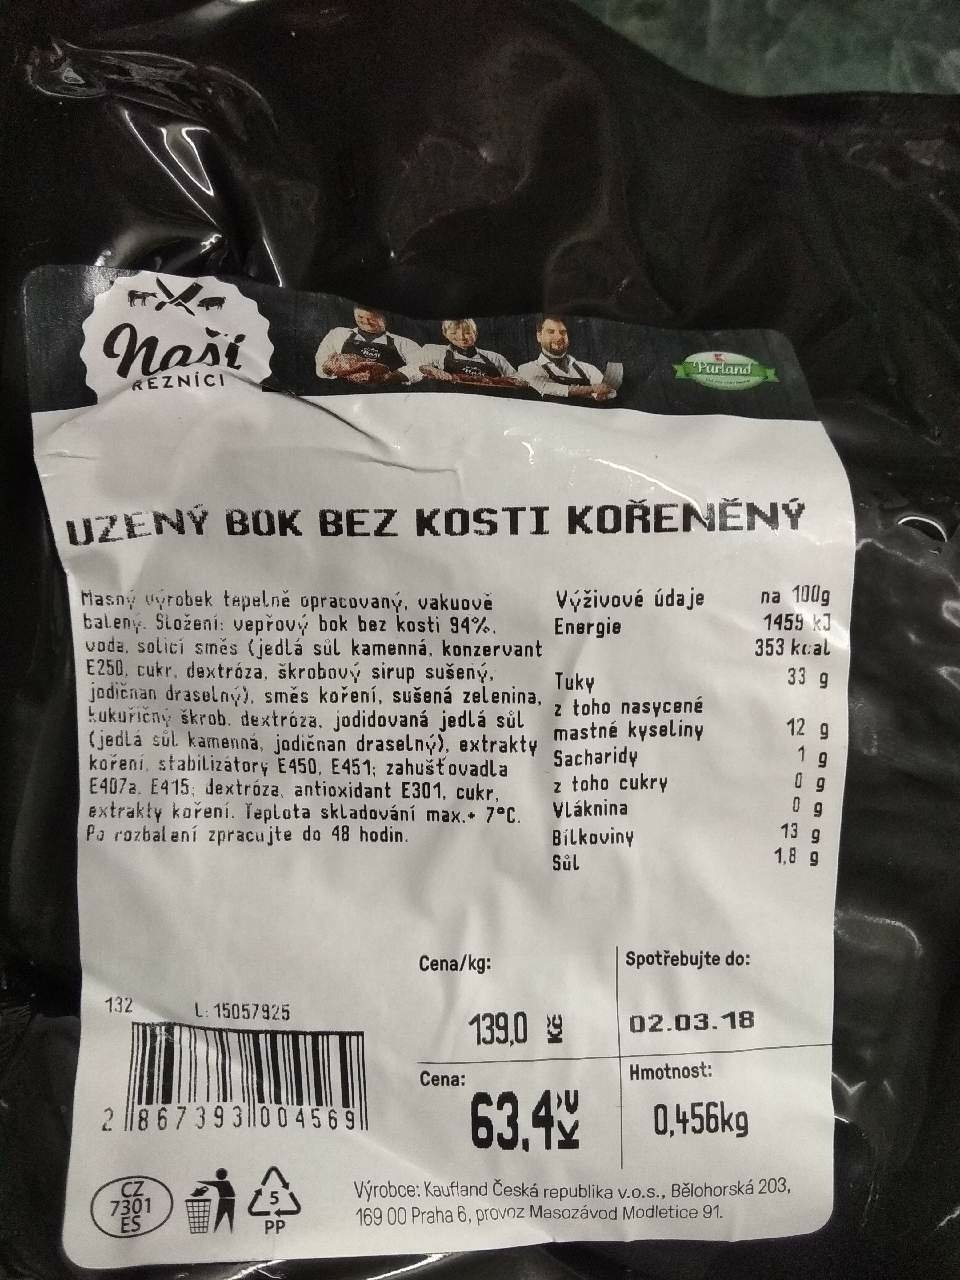 Naši
ŘEZNÍCI
Purland
UZENÝ BOK BEZ KOSTI KOŘENĚNÝ
Masný výrobek tepelně opracovaný, vakuově
balený. Složení: vepřový bok bez kosti 94%,
voda, solící směs (jedlá sůl kamenná, konzervant
E250, cukr, dextróza, škrobový sirup sušený,
jodičnan draselný), směs koření, sušená zelenina,
kukuřičný škrob, dextróza, jodidovaná jedlá sůl
(jedlá sůl kamenná, jodičnan draselný), extrakty
koření, stabilizátory E450, E451; zahušťovadla
E407a, E415; dextróza, antioxidant E301, cukr,
extrakty koření. Teplota skladování max.+ 7°C.
Po rozbalení zpracujte do 48 hodin.
Výživové údaje na 100g
Energie 1459 kJ
353 kcal
Tuky 33 g
z toho nasycené
mastné kyseliny 12 g
Sacharidy 1 g
z toho cukry 0 g
Vláknina 0 g
Bílkoviny 13 g
Sůl 1,8 g
Cena/kg:
139,0 Kč
KG
Spotřebujte do:
02.03.18
Cena:
63,4 Kč
Hmotnost:
0,456kg
132 L: 15057925
2 867393 004569
CZ
7301
ES
5
PP
Výrobce: Kaufland Česká republika v.o.s., Bělohorská 203,
169 00 Praha 6, provoz Masozávod Modletice 91.